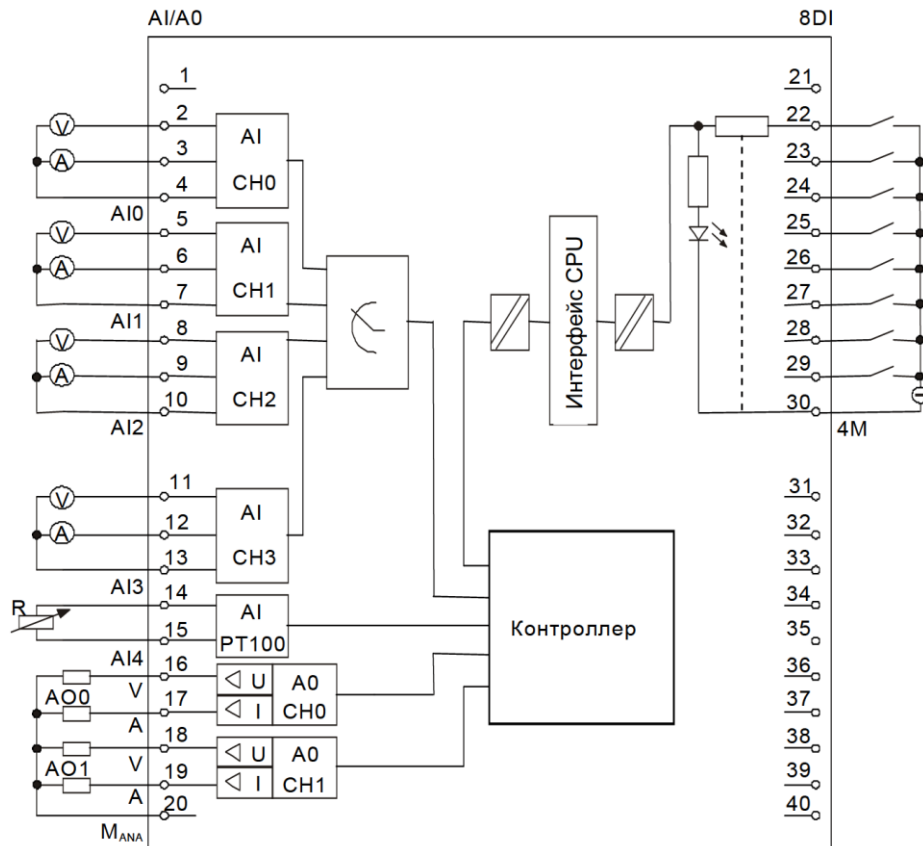 AI/A0
8DI
1
2
V
3
A
4
AI
CH0
AI0
5
V
6
A
7
AI
CH1
AI1
8
V
9
A
10
AI
CH2
AI2
11
V
12
A
13
AI
CH3
AI3
14
R
15
AI
PT100
AI4
16
V
AO0
17
A
U
I
A0
CH0
18
V
AO1
19
A
U
I
A0
CH1
20
MANA
Интерфейс CPU
Контроллер
21
22
23
24
25
26
27
28
29
30
4M
31
32
33
34
35
36
37
38
39
40